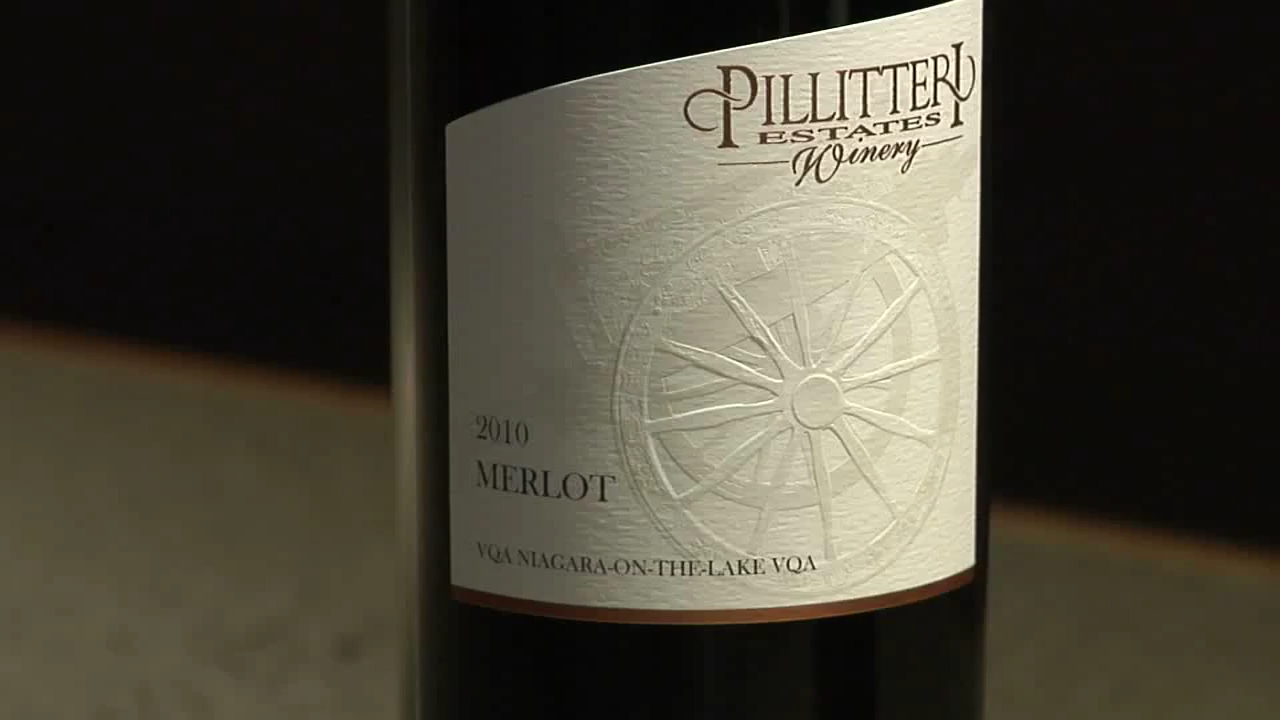 PILLITTERI
ESTATES
Winery
2010
MERLOT
VQA NIAGARA-ON-THE-LAKE VQA